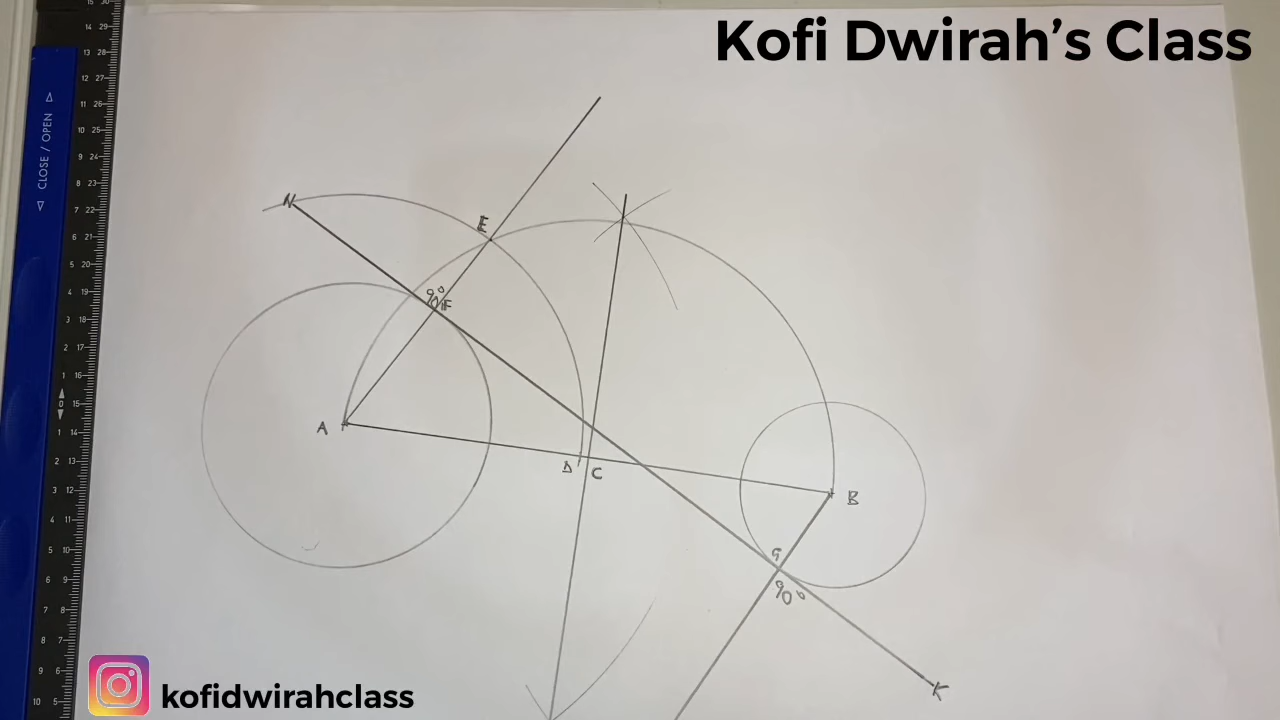 Kofi Dwirah's Class
CLOSE / OPEN
N
E
90°
F
A
D
C
B
G
90°
K
kofidwirahclass